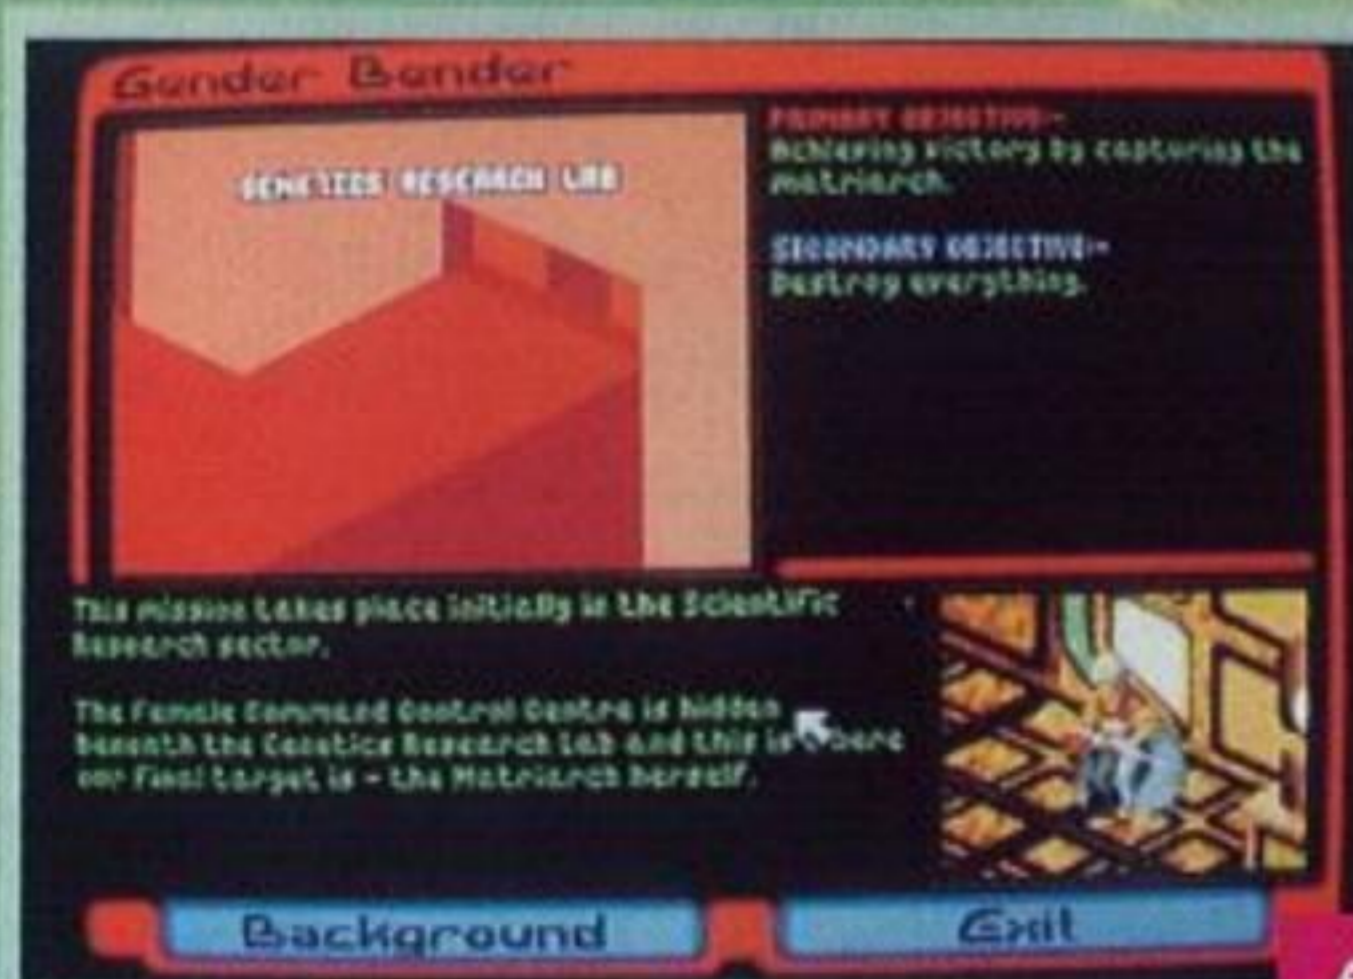 Gender Bender
GENETICS RESEARCH LAB
PRIMARY OBJECTIVE:-
Achieving victory by capturing the
matriarch.
SECONDARY OBJECTIVE:-
Destroy everything.
This mission takes place initially in the Scientific
Research sector.
The Female Command Control Centre is hidden
beneath the Genetics Research Lab and this is where
our final target is - the Matriarch herself.
Background
Exit